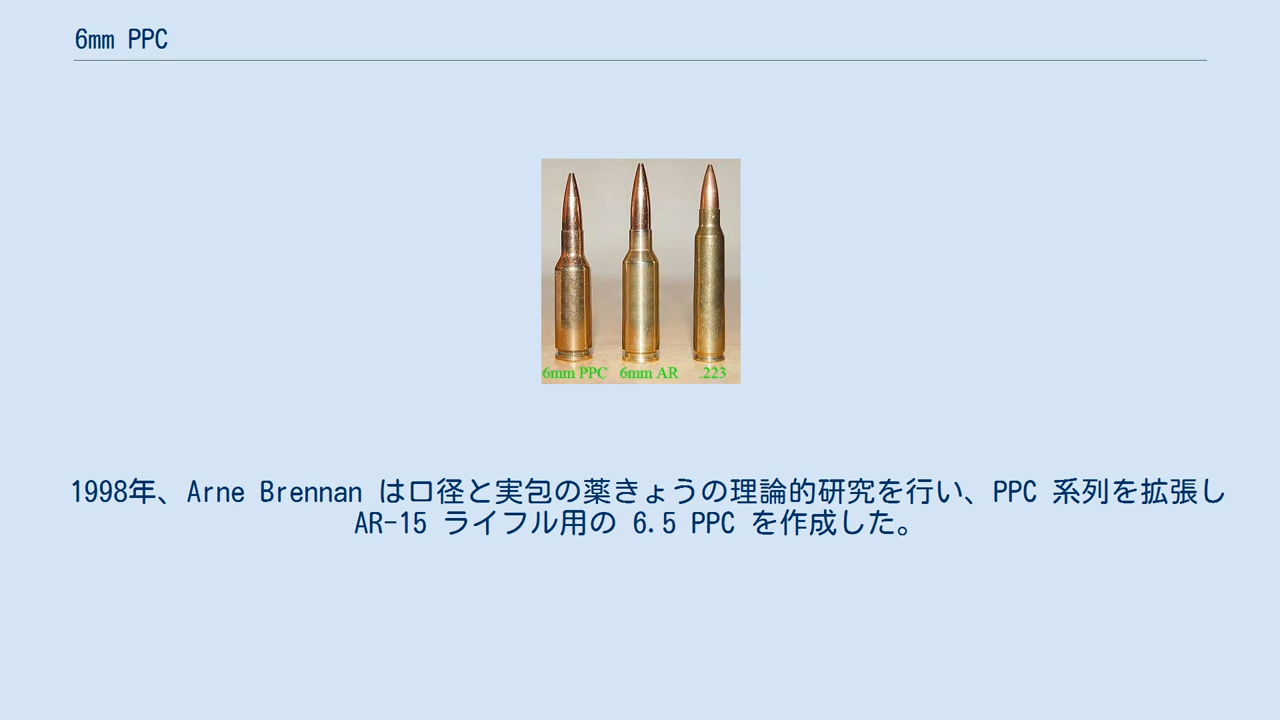 6mm PPC
6mm PPC 6mm AR .223
1998年、Arne Brennan は口径と実包の薬きょうの理論的研究を行い、PPC 系列を拡張し
AR-15 ライフル用の 6.5 PPC を作成した。